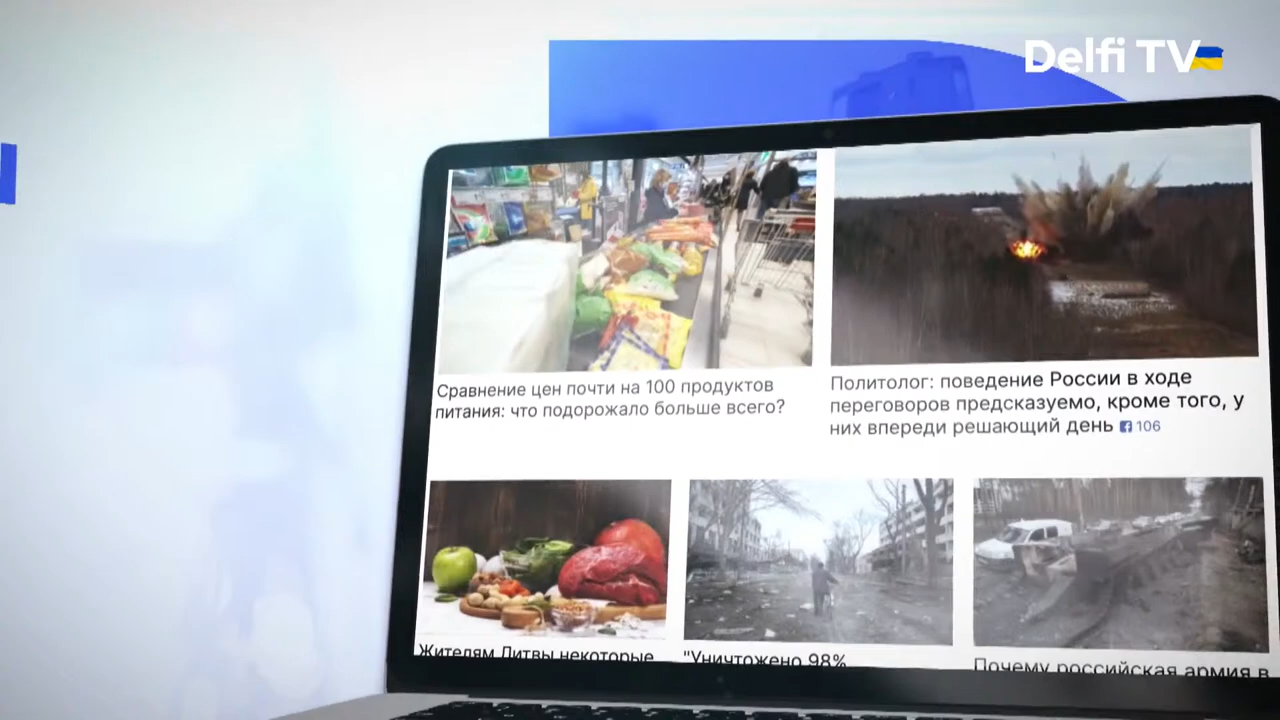 Delfi TV
Сравнение цен почти на 100 продуктов
питания: что подорожало больше всего?
Политолог: поведение России в ходе
переговоров предсказуемо, кроме того, у
них впереди решающий день 106
Жителям Литвы некоторые
"Уничтожено 98%
Почему российская армия в